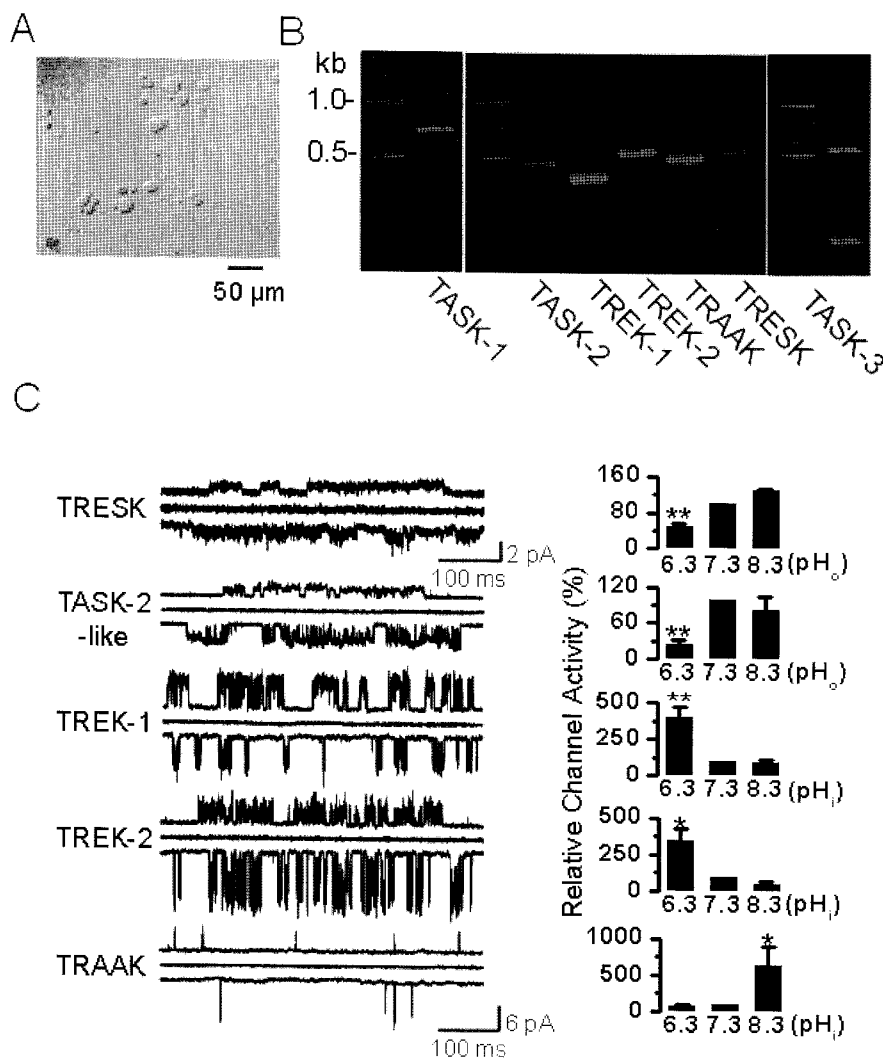 A
50 µm
B
kb
1.0-
0.5-
TASK-1
TASK-2
TREK-1
TREK-2
TRAAK
TRESK
TASK-3
C
TRESK
2 pA
100 ms
TASK-2
-like
TREK-1
TREK-2
TRAAK
6 pA
100 ms
Relative Channel Activity (%)
160
80
0
**
6.3 7.3 8.3 (pHo)
120
60
0
**
6.3 7.3 8.3 (pHo)
500
250
0
**
6.3 7.3 8.3 (pHi)
500
250
0
*
6.3 7.3 8.3 (pHi)
1000
500
0
*
6.3 7.3 8.3 (pHi)